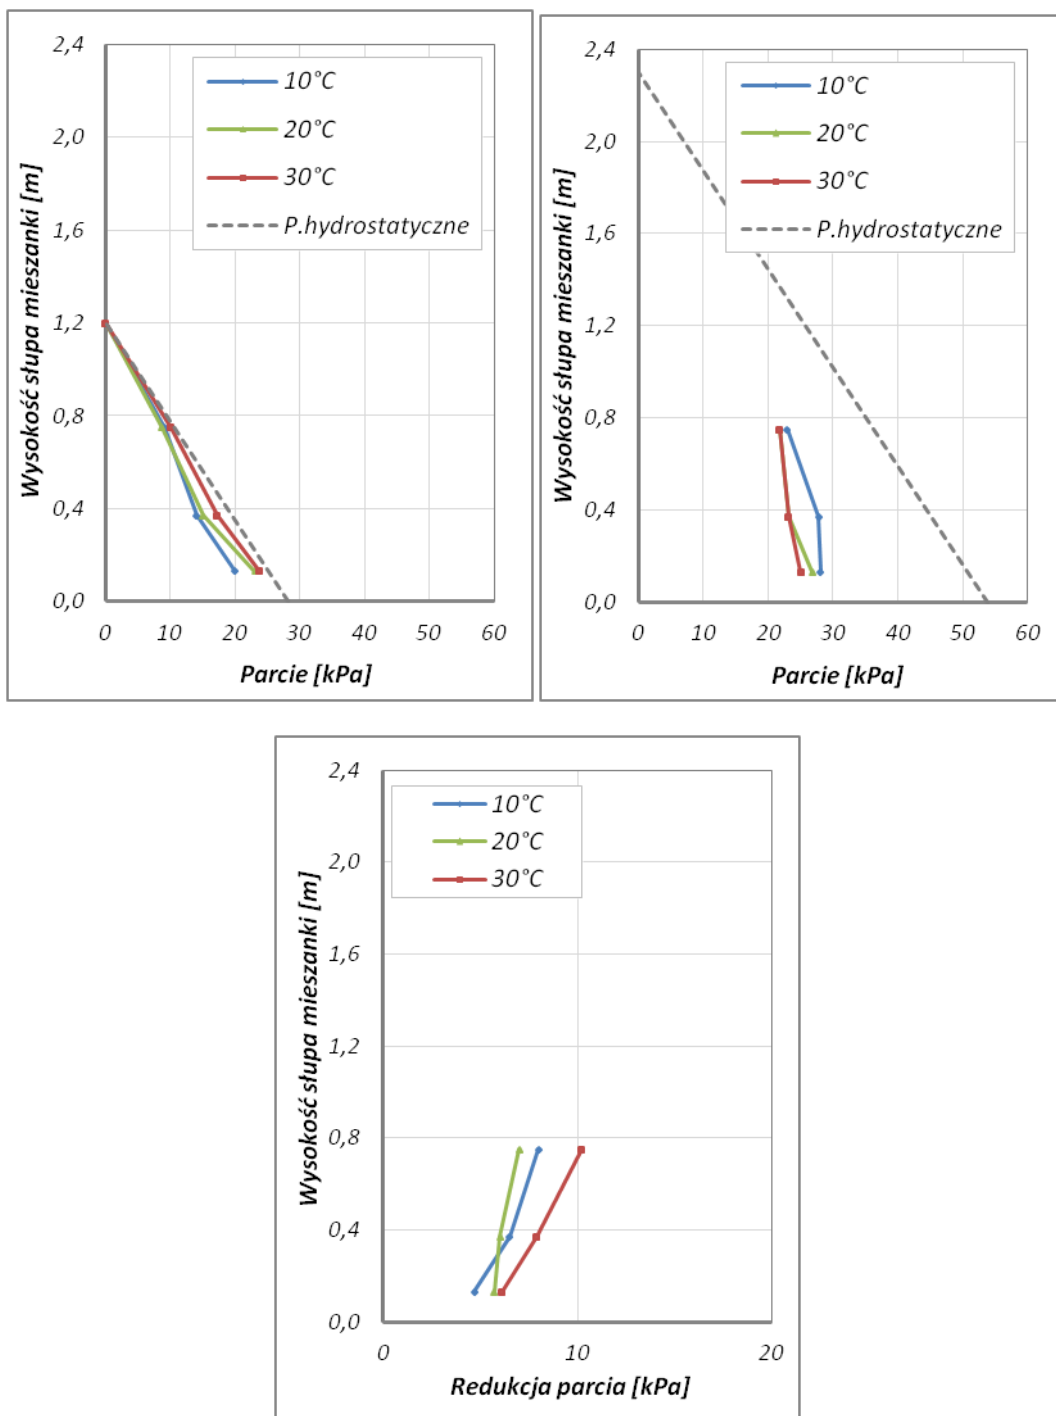 2,4
2,0
1,6
1,2
0,8
0,4
0,0
Wysokość słupa mieszanki [m]
10°C
20°C
30°C
P.hydrostatyczne
0 10 20 30 40 50 60
Parcie [kPa]
2,4
2,0
1,6
1,2
0,8
0,4
0,0
Wysokość słupa mieszanki [m]
10°C
20°C
30°C
P.hydrostatyczne
0 10 20 30 40 50 60
Parcie [kPa]
2,4
2,0
1,6
1,2
0,8
0,4
0,0
Wysokość słupa mieszanki [m]
10°C
20°C
30°C
0 10 20
Redukcja parcia [kPa]